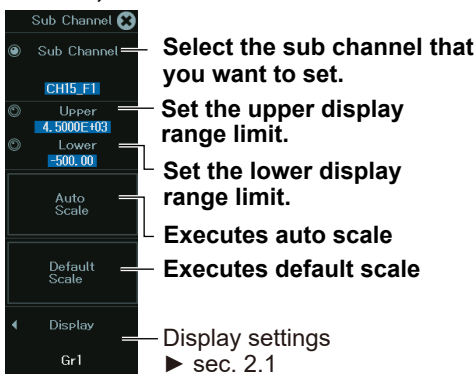 Sub Channel
Sub Channel
Select the sub channel that
you want to set.
CH15_F1
Upper
4.5000E+03
Set the upper display
range limit.
Lower
-500.00
Set the lower display
range limit.
Auto
Scale
Executes auto scale
Default
Scale
Executes default scale
Display
Gr1
Display settings
► sec. 2.1